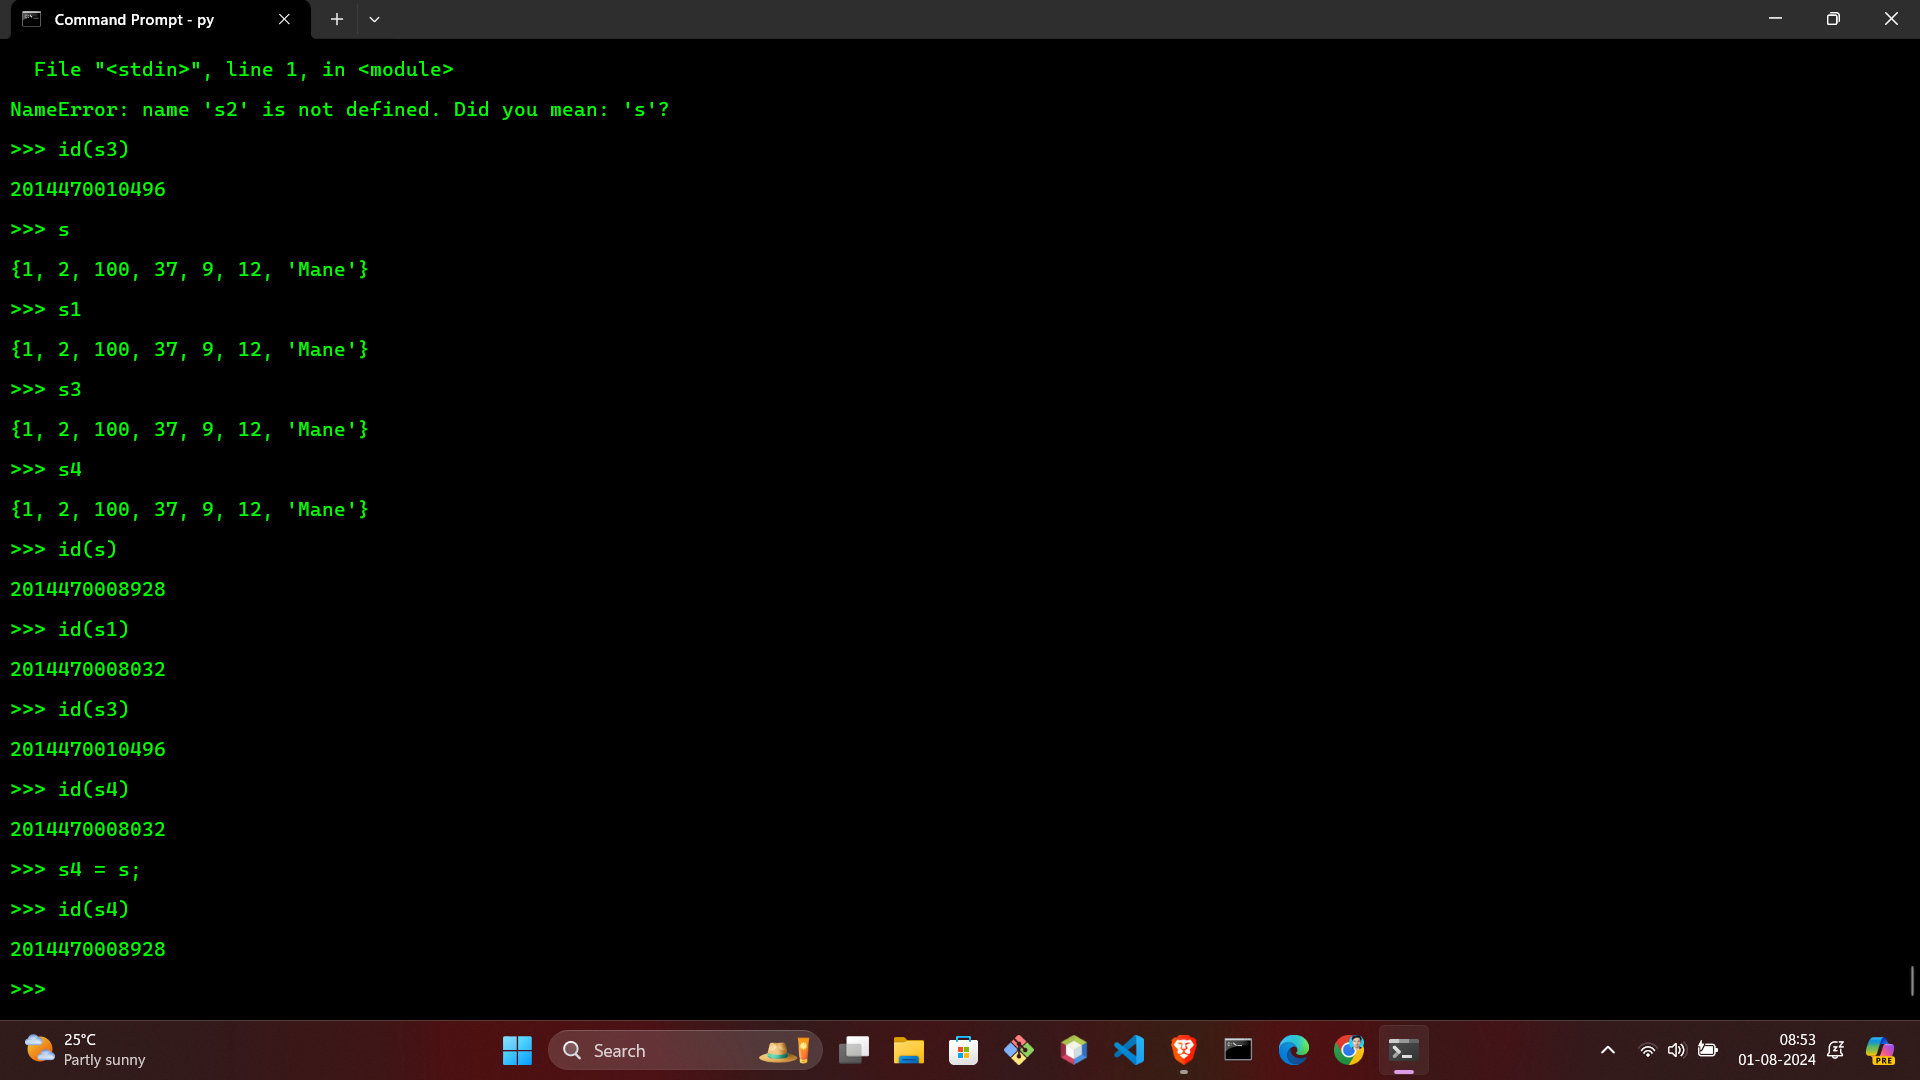 Command Prompt - py
  File "<stdin>", line 1, in <module>
NameError: name 's2' is not defined. Did you mean: 's'?
>>> id(s3)
2014470010496
>>> s
{1, 2, 100, 37, 9, 12, 'Mane'}
>>> s1
{1, 2, 100, 37, 9, 12, 'Mane'}
>>> s3
{1, 2, 100, 37, 9, 12, 'Mane'}
>>> s4
{1, 2, 100, 37, 9, 12, 'Mane'}
>>> id(s)
2014470008928
>>> id(s1)
2014470008032
>>> id(s3)
2014470010496
>>> id(s4)
2014470008032
>>> s4 = s;
>>> id(s4)
2014470008928
>>>
25°C
Partly sunny
Search
08:53
01-08-2024
PRE